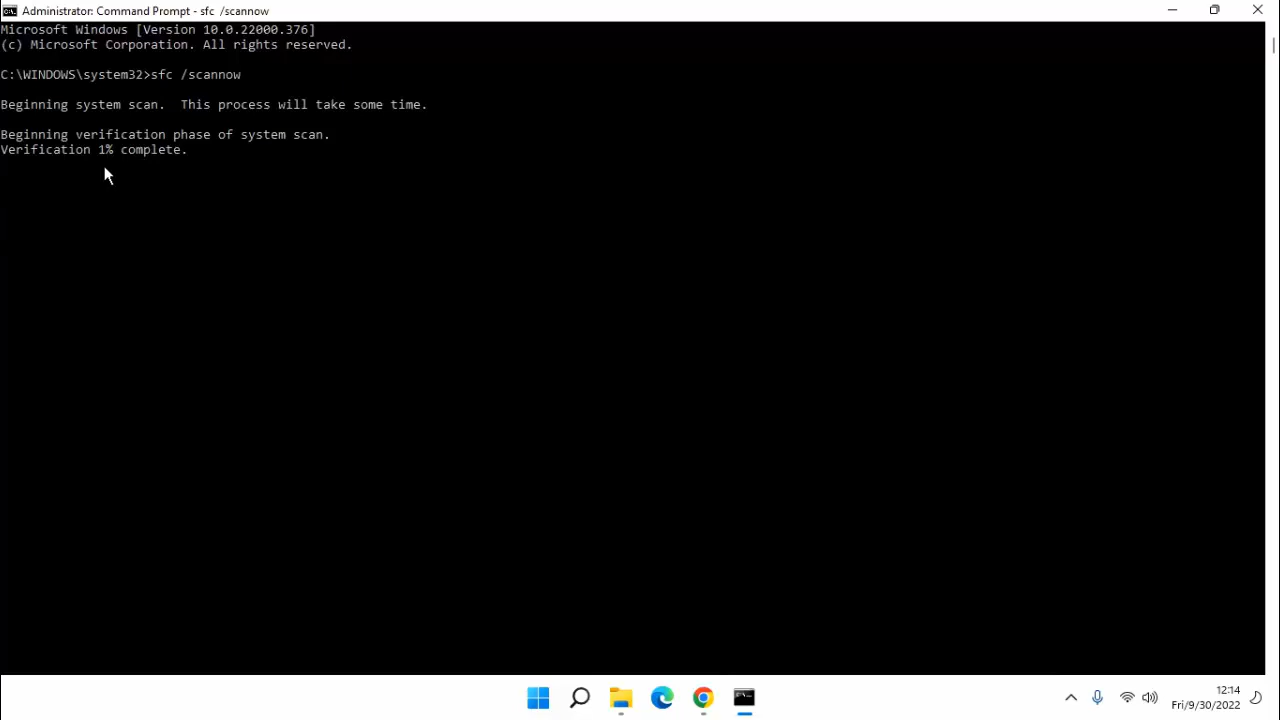 Administrator: Command Prompt - sfc  /scannow
Microsoft Windows [Version 10.0.22000.376]
(c) Microsoft Corporation. All rights reserved.
C:\WINDOWS\system32>sfc /scannow
Beginning system scan.  This process will take some time.
Beginning verification phase of system scan.
Verification 1% complete.
12:14
Fri/9/30/2022